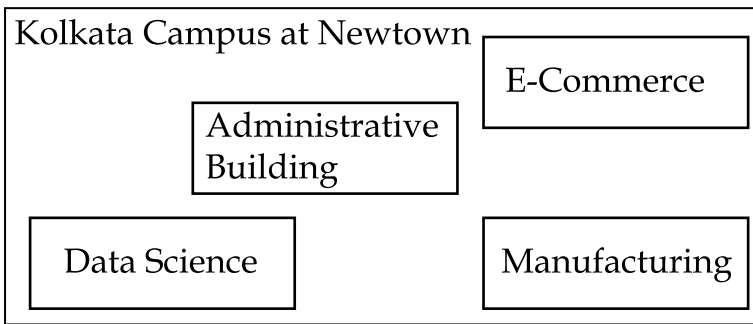 Kolkata Campus at Newtown
E-Commerce
Administrative
Building
Data Science
Manufacturing